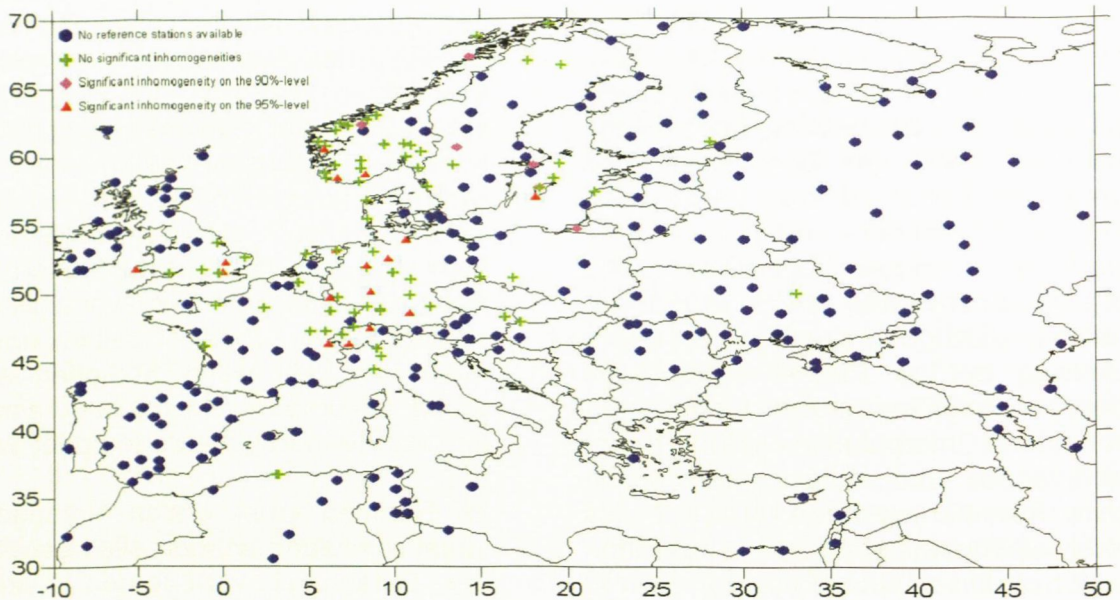 70
No reference stations available
No significant inhomogeneities
65
Significant inhomogeneity on the 90%-level
Significant inhomogeneity on the 95%-level
60
55
50
45
40
35
30
-10 -5 0 5 10 15 20 25 30 35 40 45 50